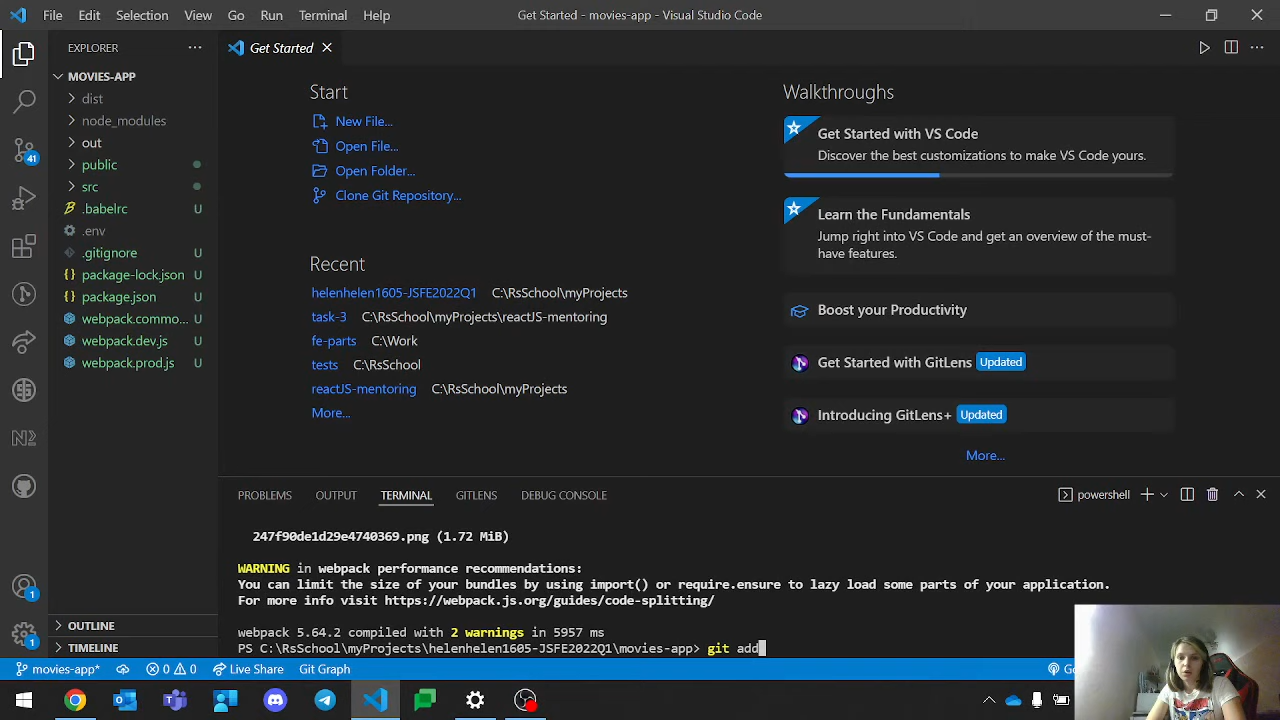 File Edit Selection View Go Run Terminal Help
Get Started - movies-app - Visual Studio Code
EXPLORER
MOVIES-APP
dist
node_modules
out
public
src
.babelrc U
.env
.gitignore U
package-lock.json U
package.json U
webpack.commo... U
webpack.dev.js U
webpack.prod.js U
OUTLINE
TIMELINE
41
1
1
Get Started
Start
New File...
Open File...
Open Folder...
Clone Git Repository...
Recent
helenhelen1605-JSFE2022Q1 C:\RsSchool\myProjects
task-3 C:\RsSchool\myProjects\reactJS-mentoring
fe-parts C:\Work
tests C:\RsSchool
reactJS-mentoring C:\RsSchool\myProjects
More...
Walkthroughs
Get Started with VS Code
Discover the best customizations to make VS Code yours.
Learn the Fundamentals
Jump right into VS Code and get an overview of the must-
have features.
Boost your Productivity
Get Started with GitLens Updated
Introducing GitLens+ Updated
More...
PROBLEMS OUTPUT TERMINAL GITLENS DEBUG CONSOLE
powershell
247f90de1d29e4740369.png (1.72 MiB)
WARNING in webpack performance recommendations:
You can limit the size of your bundles by using import() or require.ensure to lazy load some parts of your application.
For more info visit https://webpack.js.org/guides/code-splitting/
webpack 5.64.2 compiled with 2 warnings in 5957 ms
PS C:\RsSchool\myProjects\helenhelen1605-JSFE2022Q1\movies-app> git add
movies-app* 0 0 Live Share Git Graph